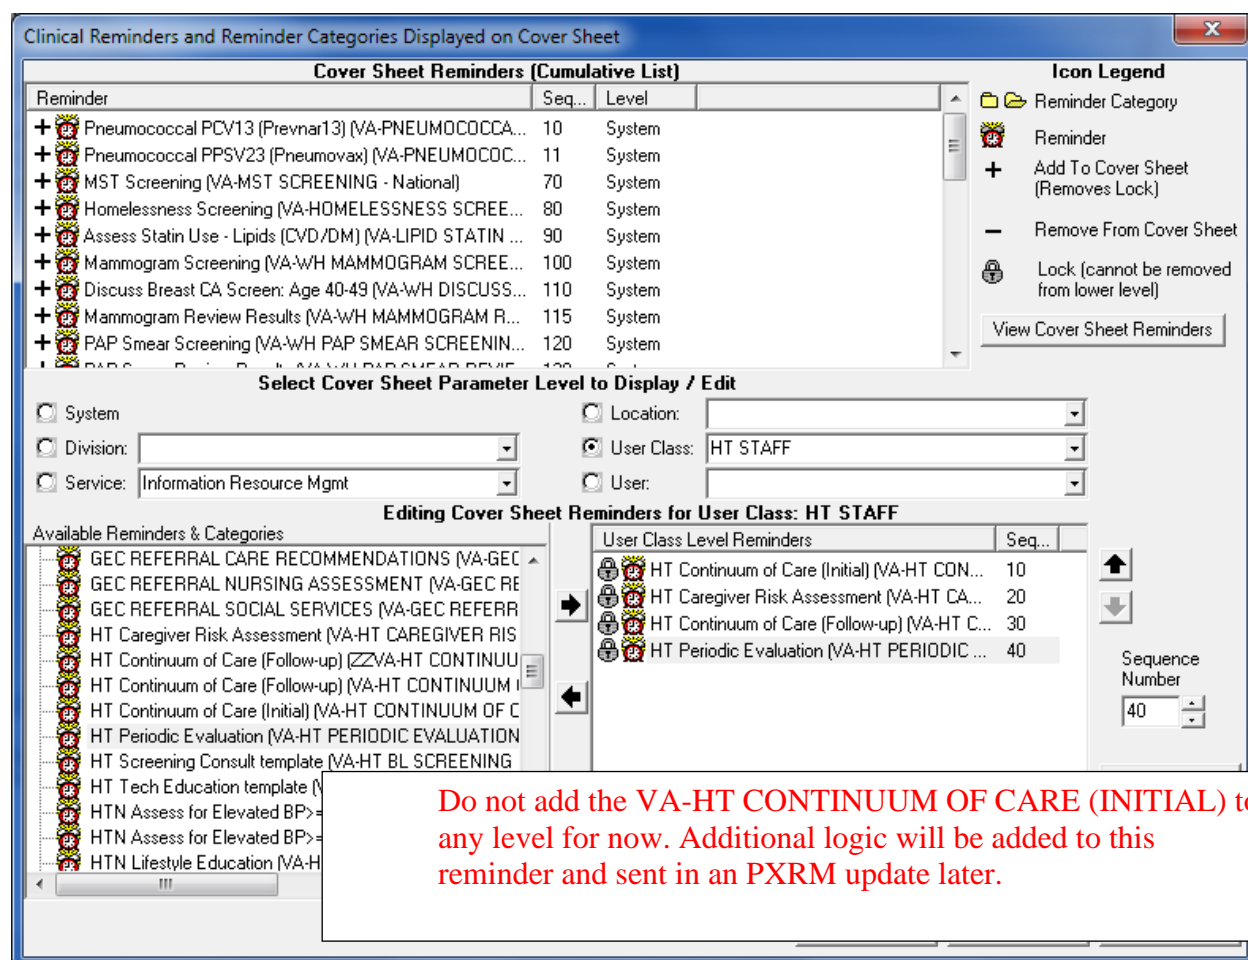 Clinical Reminders and Reminder Categories Displayed on Cover Sheet
Cover Sheet Reminders (Cumulative List)
Reminder Seq... Level
Pneumococcal PCV13 (Prevnar13) (VA-PNEUMOCOCCA... 10 System
Pneumococcal PPSV23 (Pneumovax) (VA-PNEUMOCOC... 11 System
MST Screening (VA-MST SCREENING - National) 70 System
Homelessness Screening (VA-HOMELESSNESS SCREE... 80 System
Assess Statin Use - Lipids (CVD/DM) (VA-LIPID STATIN ... 90 System
Mammogram Screening (VA-WH MAMMOGRAM SCREE... 100 System
Discuss Breast CA Screen: Age 40-49 (VA-WH DISCUSS... 110 System
Mammogram Review Results (VA-WH MAMMOGRAM R... 115 System
PAP Smear Screening (VA-WH PAP SMEAR SCREENIN... 120 System
Icon Legend
Reminder Category
Reminder
Add To Cover Sheet
(Removes Lock)
Remove From Cover Sheet
Lock (cannot be removed
from lower level)
View Cover Sheet Reminders
Select Cover Sheet Parameter Level to Display / Edit
System
Location:
Division:
User Class: HT STAFF
Service: Information Resource Mgmt
User:
Editing Cover Sheet Reminders for User Class: HT STAFF
Available Reminders & Categories
GEC REFERRAL CARE RECOMMENDATIONS (VA-GEC
GEC REFERRAL NURSING ASSESSMENT (VA-GEC RE
GEC REFERRAL SOCIAL SERVICES (VA-GEC REFERR
HT Caregiver Risk Assessment (VA-HT CAREGIVER RIS
HT Continuum of Care (Follow-up) (ZZVA-HT CONTINUU
HT Continuum of Care (Follow-up) (VA-HT CONTINUUM
HT Continuum of Care (Initial) (VA-HT CONTINUUM OF C
HT Periodic Evaluation (VA-HT PERIODIC EVALUATION
HT Screening Consult template (VA-HT BL SCREENING
HT Tech Education template (V
HTN Assess for Elevated BP>=
HTN Assess for Elevated BP>=
HTN Lifestyle Education (VA-H
User Class Level Reminders Seq...
HT Continuum of Care (Initial) (VA-HT CON... 10
HT Caregiver Risk Assessment (VA-HT CA... 20
HT Continuum of Care (Follow-up) (VA-HT C... 30
HT Periodic Evaluation (VA-HT PERIODIC ... 40
Sequence
Number
40
Do not add the VA-HT CONTINUUM OF CARE (INITIAL) to
any level for now. Additional logic will be added to this
reminder and sent in an PXRM update later.